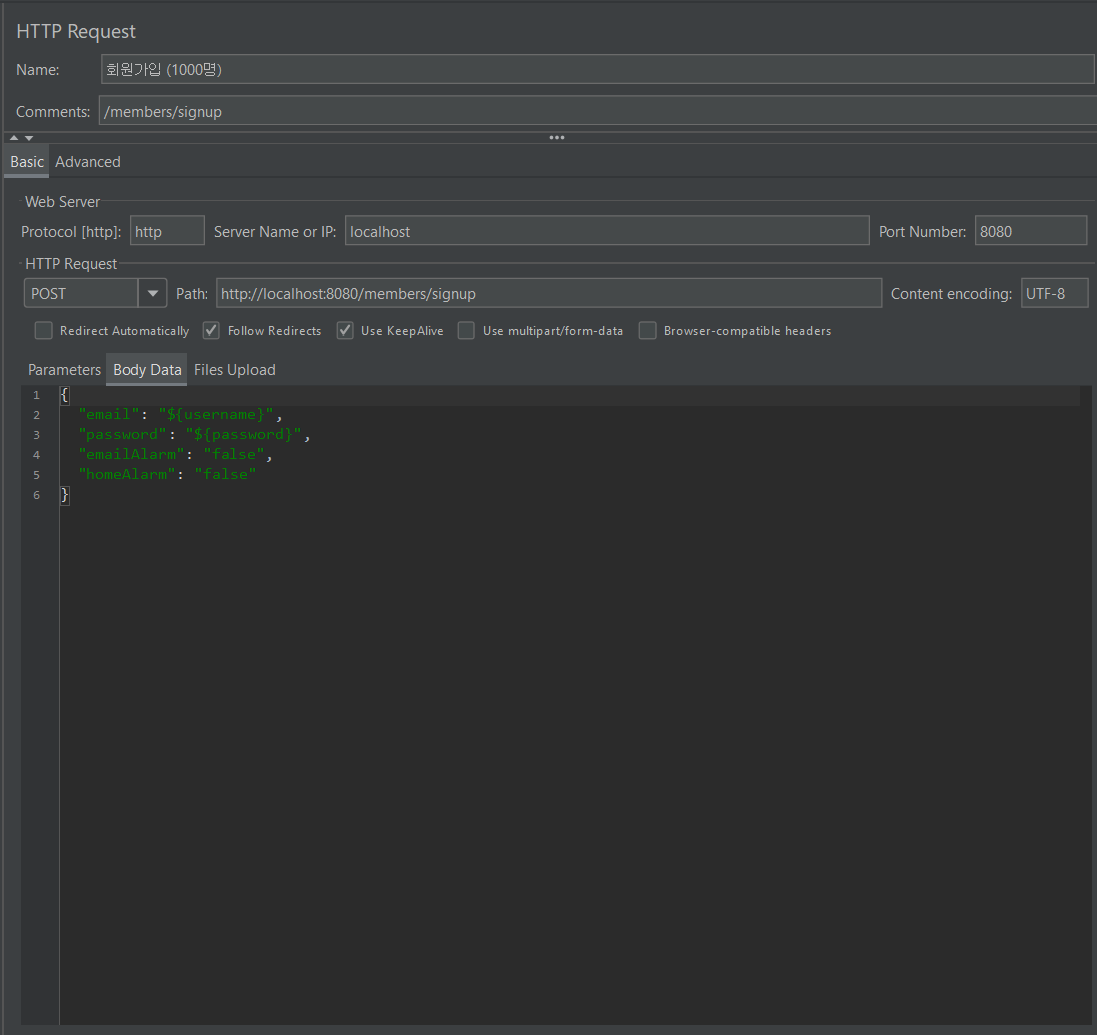 HTTP Request
Name: 회원가입 (1000명)
Comments: /members/signup
Basic Advanced
Web Server
Protocol [http]: http Server Name or IP: localhost Port Number: 8080
HTTP Request
POST Path: http://localhost:8080/members/signup Content encoding: UTF-8
Redirect Automatically Follow Redirects Use KeepAlive Use multipart/form-data Browser-compatible headers
Parameters Body Data Files Upload
1 {
2 "email": "${username}",
3 "password": "${password}",
4 "emailAlarm": "false",
5 "homeAlarm": "false"
6 }